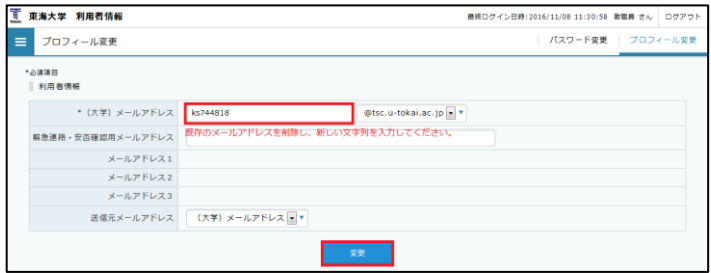 東海大学 利用者情報 最終ログイン日時:2016/11/08 11:30:58 教職員 さん ログアウト
プロフィール変更 パスワード変更 プロフィール変更
*必須項目
利用者情報
* (大学) メールアドレス ks744818 @tsc.u-tokai.ac.jp
既存のメールアドレスを削除し、新しい文字列を入力してください。
緊急連絡・安否確認用メールアドレス
メールアドレス1
メールアドレス2
メールアドレス3
送信元メールアドレス (大学) メールアドレス
変更